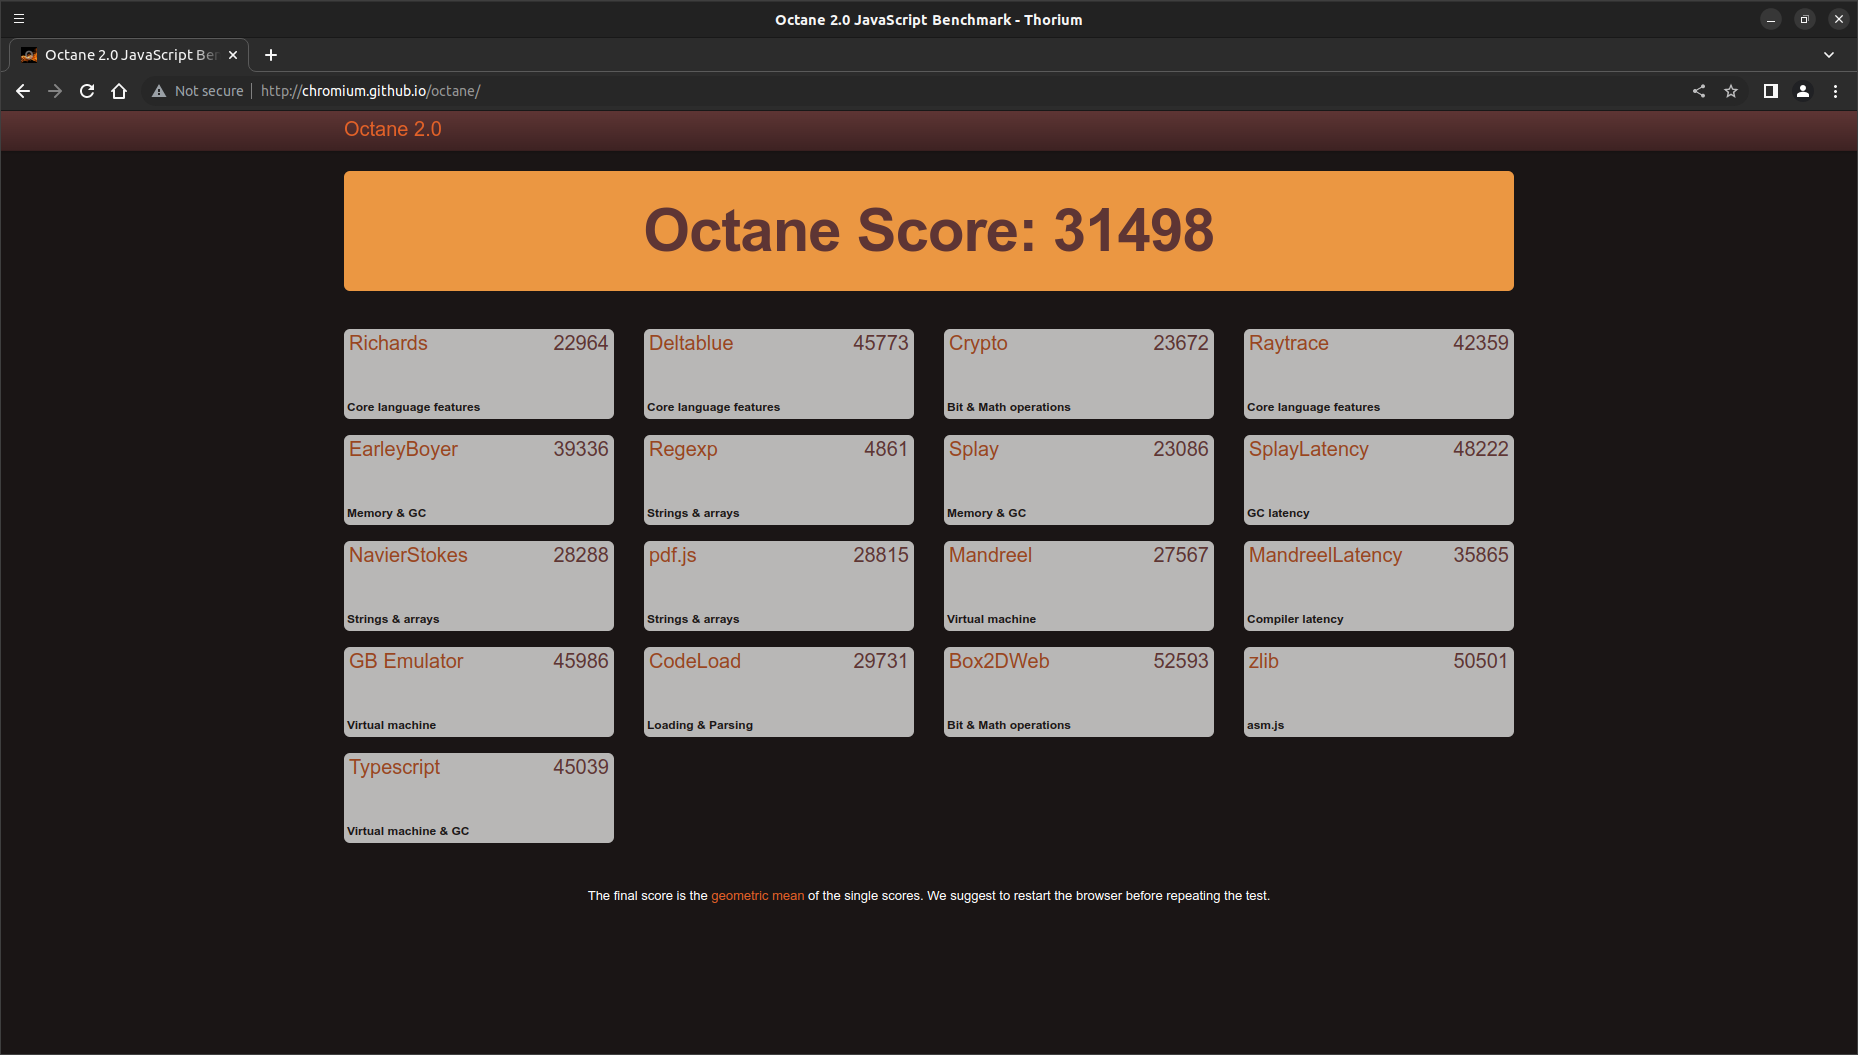 Octane 2.0 JavaScript Benchmark - Thorium
Octane 2.0 JavaScript Ben
Not secure http://chromium.github.io/octane/
Octane 2.0
Octane Score: 31498
Richards 22964
Core language features
Deltablue 45773
Core language features
Crypto 23672
Bit & Math operations
Raytrace 42359
Core language features
EarleyBoyer 39336
Memory & GC
Regexp 4861
Strings & arrays
Splay 23086
Memory & GC
SplayLatency 48222
GC latency
NavierStokes 28288
Strings & arrays
pdf.js 28815
Strings & arrays
Mandreel 27567
Virtual machine
MandreelLatency 35865
Compiler latency
GB Emulator 45986
Virtual machine
CodeLoad 29731
Loading & Parsing
Box2DWeb 52593
Bit & Math operations
zlib 50501
asm.js
Typescript 45039
Virtual machine & GC
The final score is the geometric mean of the single scores. We suggest to restart the browser before repeating the test.